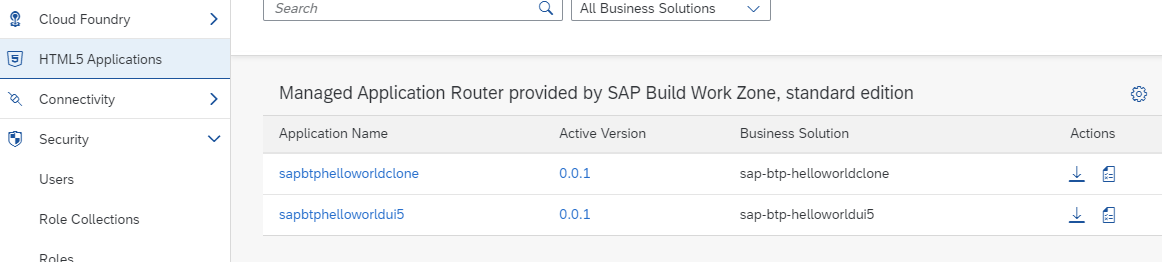 Cloud Foundry
HTML5 Applications
Connectivity
Security
Users
Role Collections
Roles
Search
All Business Solutions
Managed Application Router provided by SAP Build Work Zone, standard edition
Application Name Active Version Business Solution Actions
sapbtphelloworldclone 0.0.1 sap-btp-helloworldclone
sapbtphelloworldui5 0.0.1 sap-btp-helloworldui5